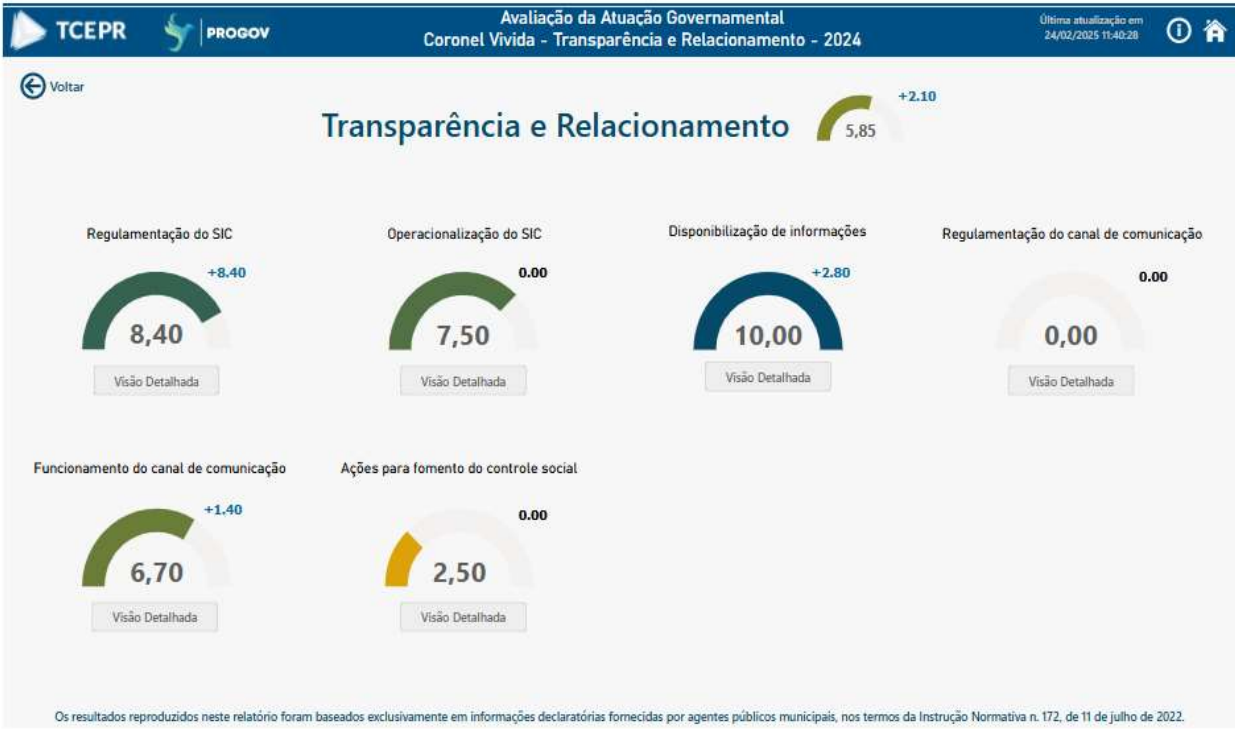 TCEPR
PROGOV
Avaliação da Atuação Governamental
Coronel Vivida - Transparência e Relacionamento - 2024
Última atualização em
24/02/2025 11:40:28
Voltar
Transparência e Relacionamento
5,85
+2.10
Regulamentação do SIC
+8.40
8,40
Visão Detalhada
Operacionalização do SIC
0.00
7,50
Visão Detalhada
Disponibilização de informações
+2.80
10,00
Visão Detalhada
Regulamentação do canal de comunicação
0.00
0,00
Visão Detalhada
Funcionamento do canal de comunicação
+1.40
6,70
Visão Detalhada
Ações para fomento do controle social
0.00
2,50
Visão Detalhada
Os resultados reproduzidos neste relatório foram baseados exclusivamente em informações declaratórias fornecidas por agentes públicos municipais, nos termos da Instrução Normativa n. 172, de 11 de julho de 2022.